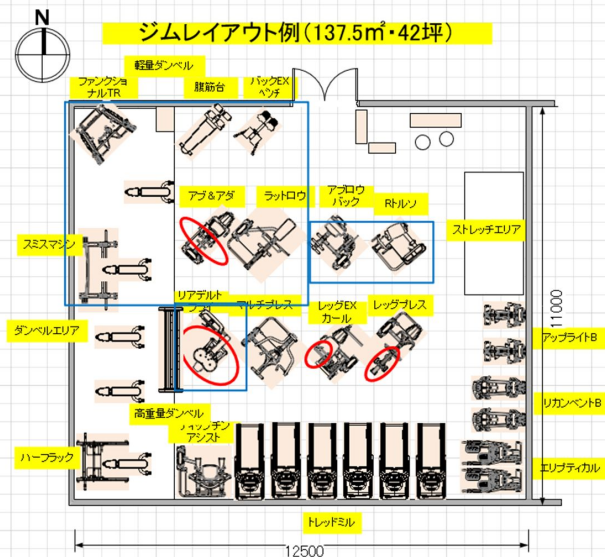 N
ジムレイアウト例(137.5㎡・42坪)
軽量ダンベル
ファンクショ
ナルTR
腹筋台
バックEX
ベンチ
アブ&アダ
ラットロウ
アブロウ
バック
Rトルソ
ストレッチエリア
スミスマシン
リアデルト
マルチプレス
レッグEX
カール
レッグプレス
ダンベルエリア
アップライトB
11000
高重量ダンベル
リカンベントB
ディップチン
アシスト
ハーフラック
エリプティカル
トレッドミル
12500